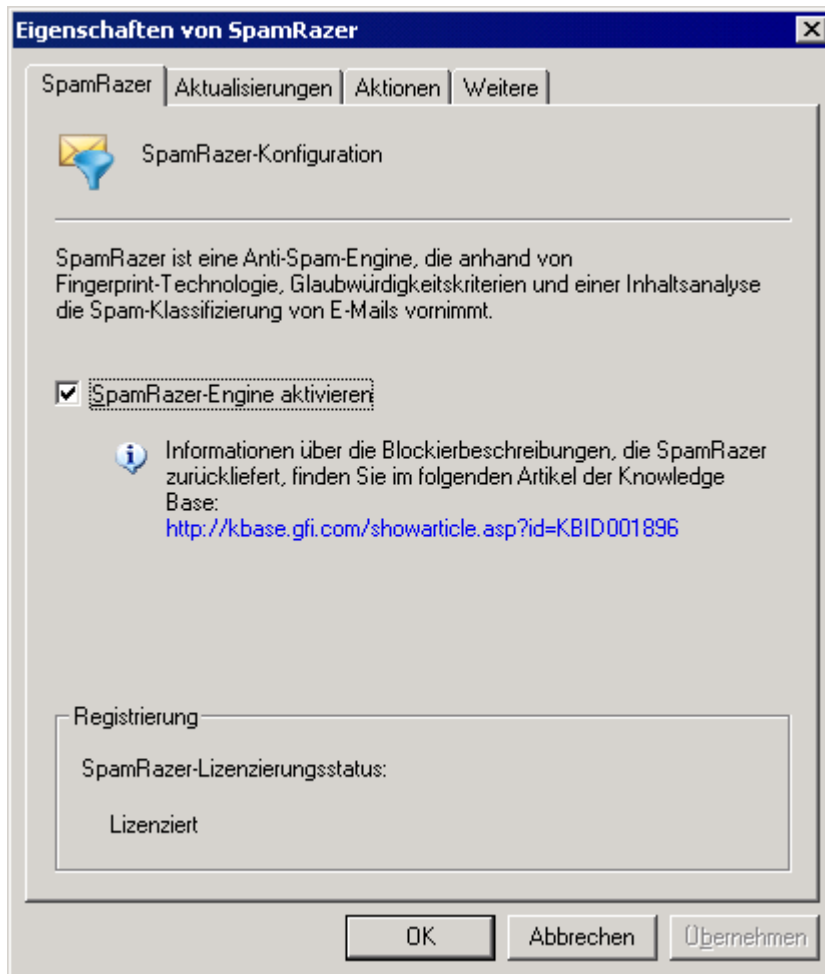 Eigenschaften von SpamRazer
SpamRazer
Aktualisierungen
Aktionen
Weitere
SpamRazer-Konfiguration
SpamRazer ist eine Anti-Spam-Engine, die anhand von
Fingerprint-Technologie, Glaubwürdigkeitskriterien und einer Inhaltsanalyse
die Spam-Klassifizierung von E-Mails vornimmt.
SpamRazer-Engine aktivieren
Informationen über die Blockierbeschreibungen, die SpamRazer
zurückliefert, finden Sie im folgenden Artikel der Knowledge
Base:
http://kbase.gfi.com/showarticle.asp?id=KBID001896
Registrierung
SpamRazer-Lizenzierungsstatus:
Lizenziert
OK
Abbrechen
Übernehmen